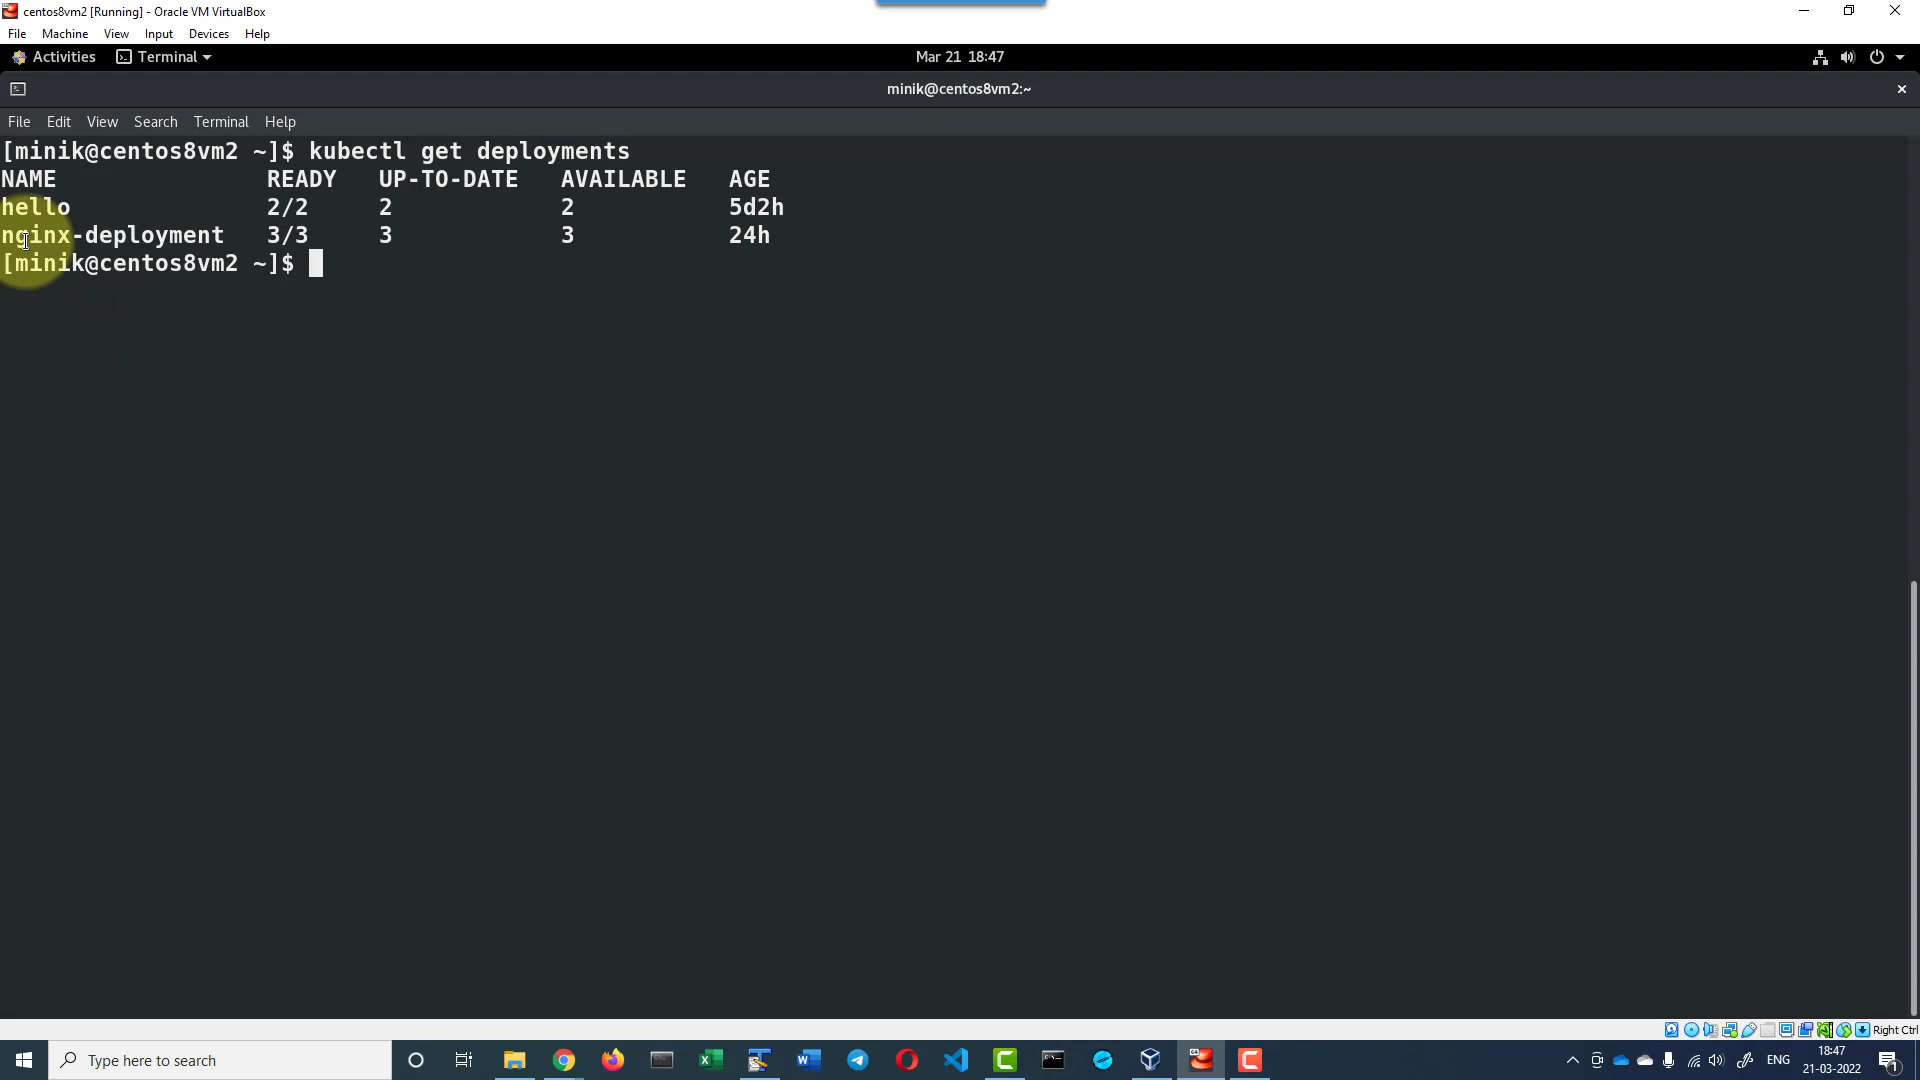 centos8vm2 [Running] - Oracle VM VirtualBox
File Machine View Input Devices Help
Activities Terminal Mar 21 18:47
minik@centos8vm2:~
File Edit View Search Terminal Help
[minik@centos8vm2 ~]$ kubectl get deployments
NAME READY UP-TO-DATE AVAILABLE AGE
hello 2/2 2 2 5d2h
nginx-deployment 3/3 3 3 24h
[minik@centos8vm2 ~]$
Right Ctrl
Type here to search
ENG
18:47
21-03-2022
1